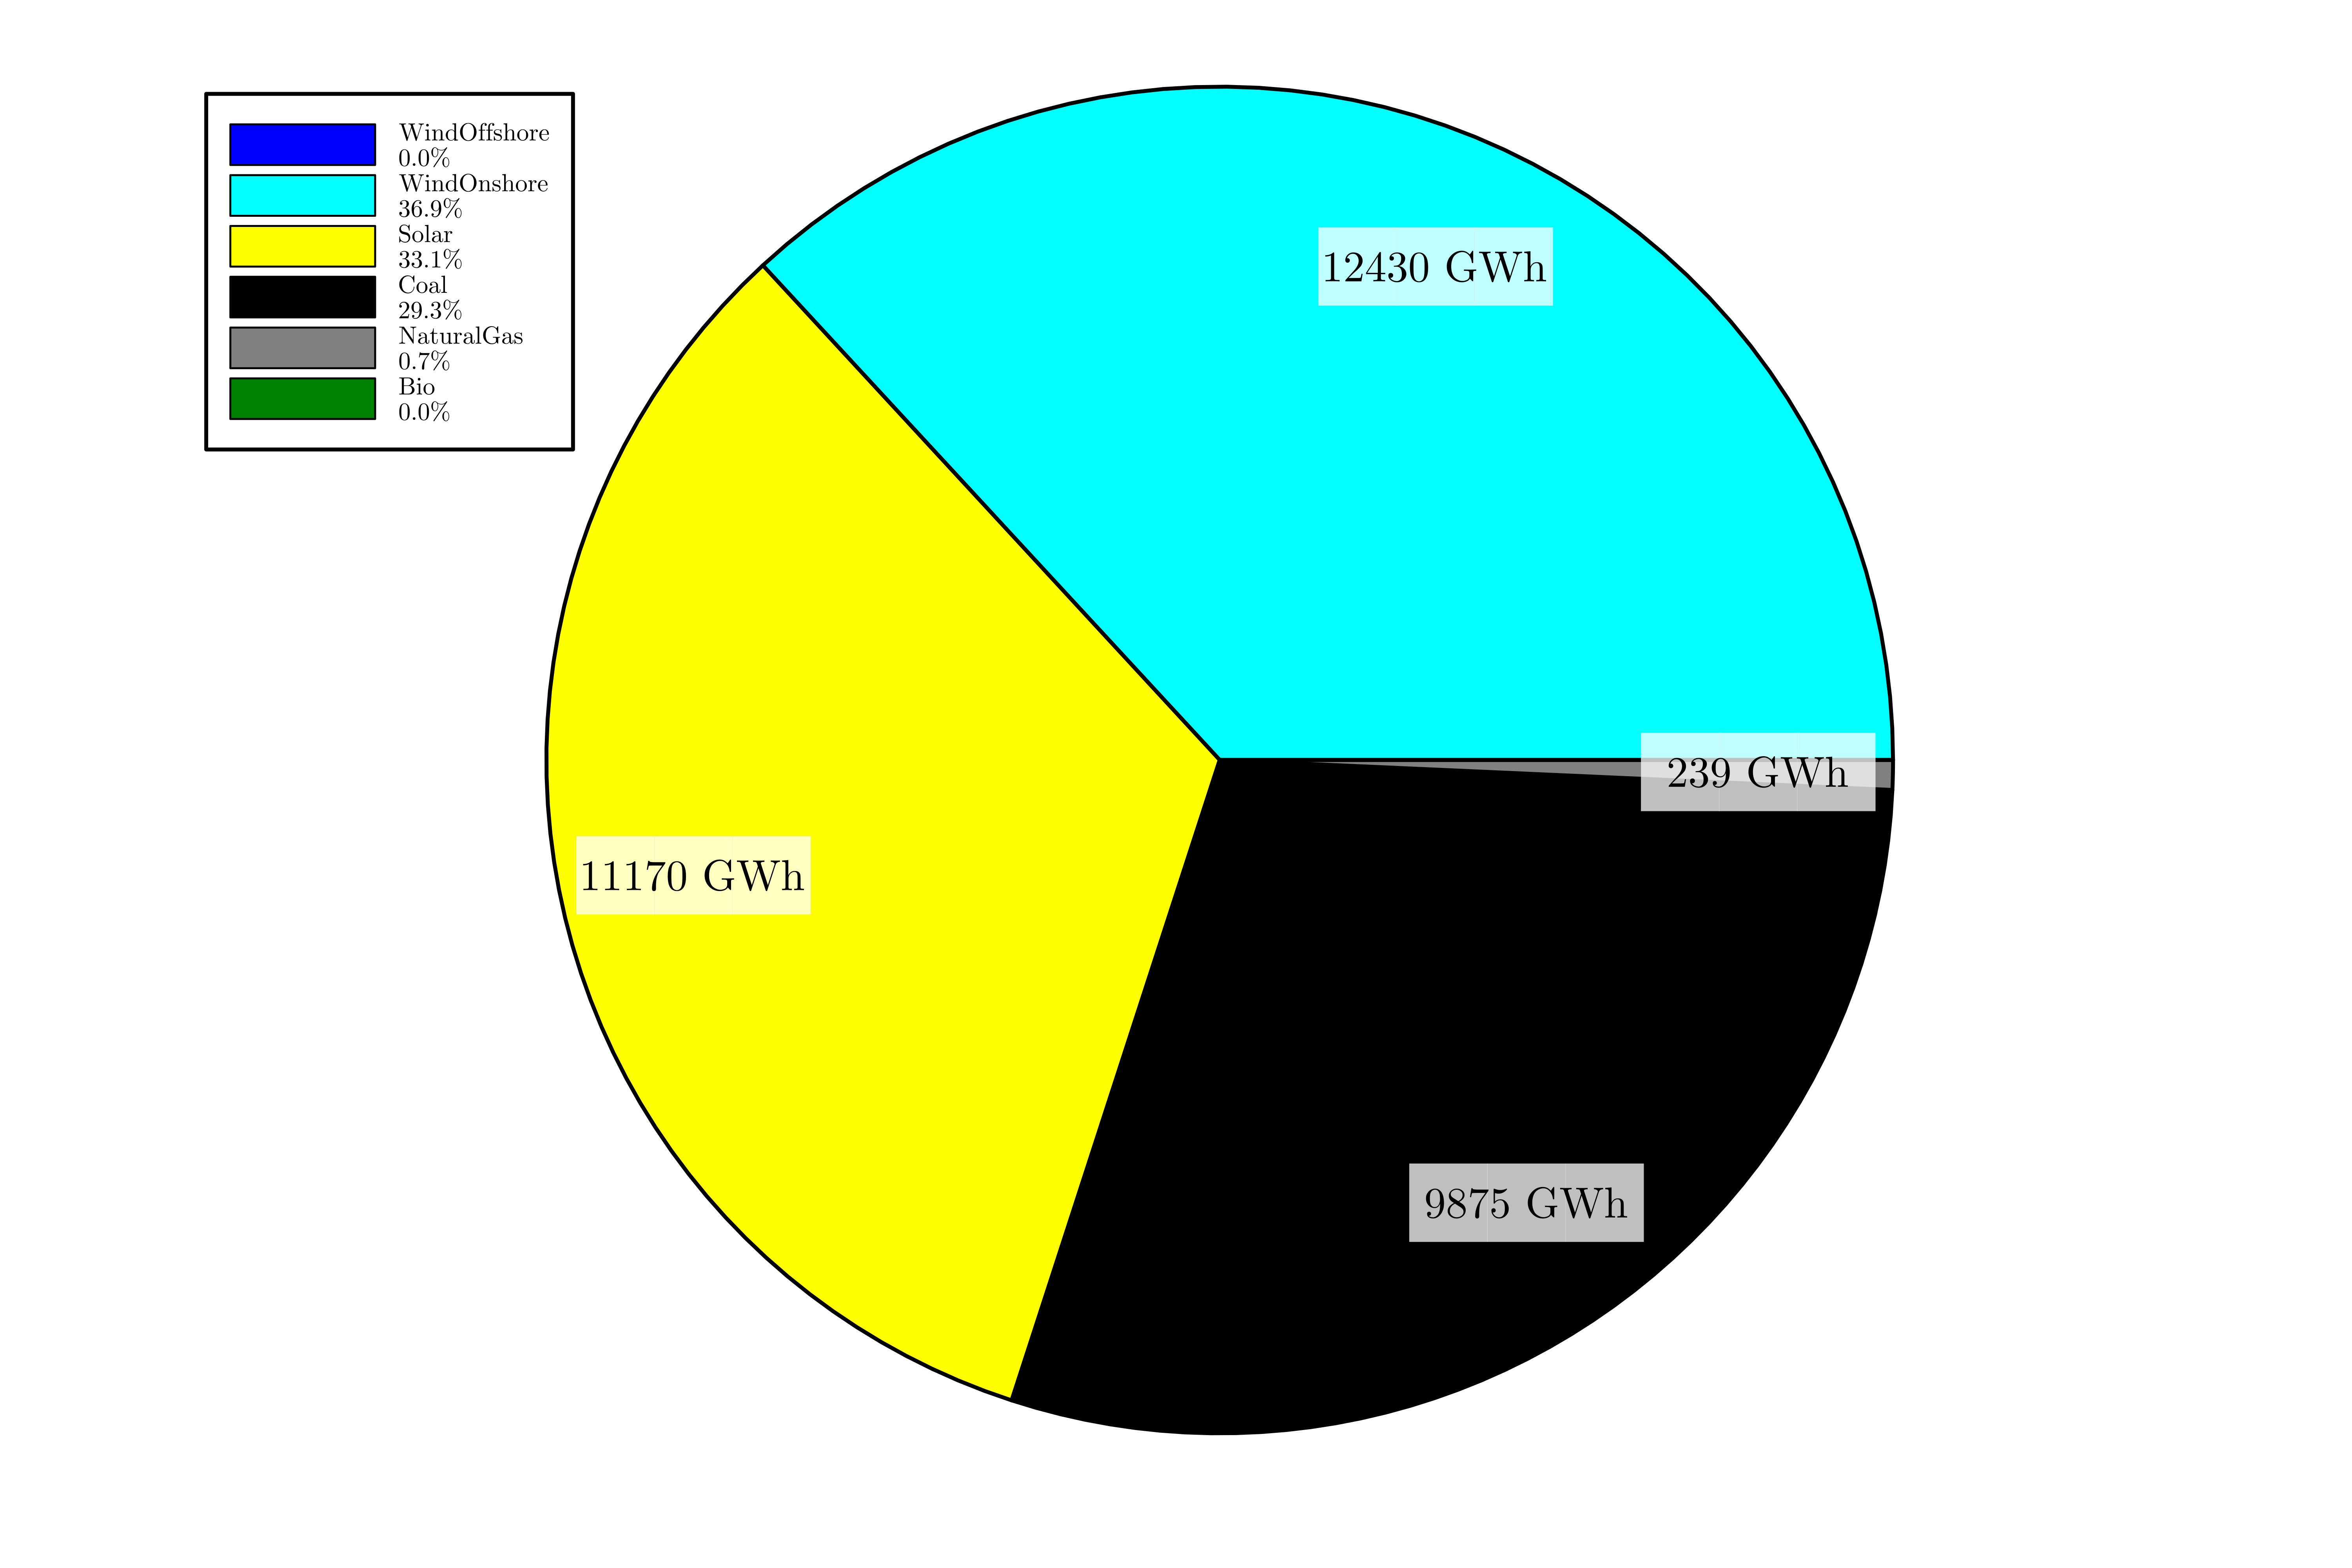 WindOffshore
0.0%
WindOnshore
36.9%
Solar
33.1%
Coal
29.3%
NaturalGas
0.7%
Bio
0.0%
12430 GWh
239 GWh
11170 GWh
9875 GWh